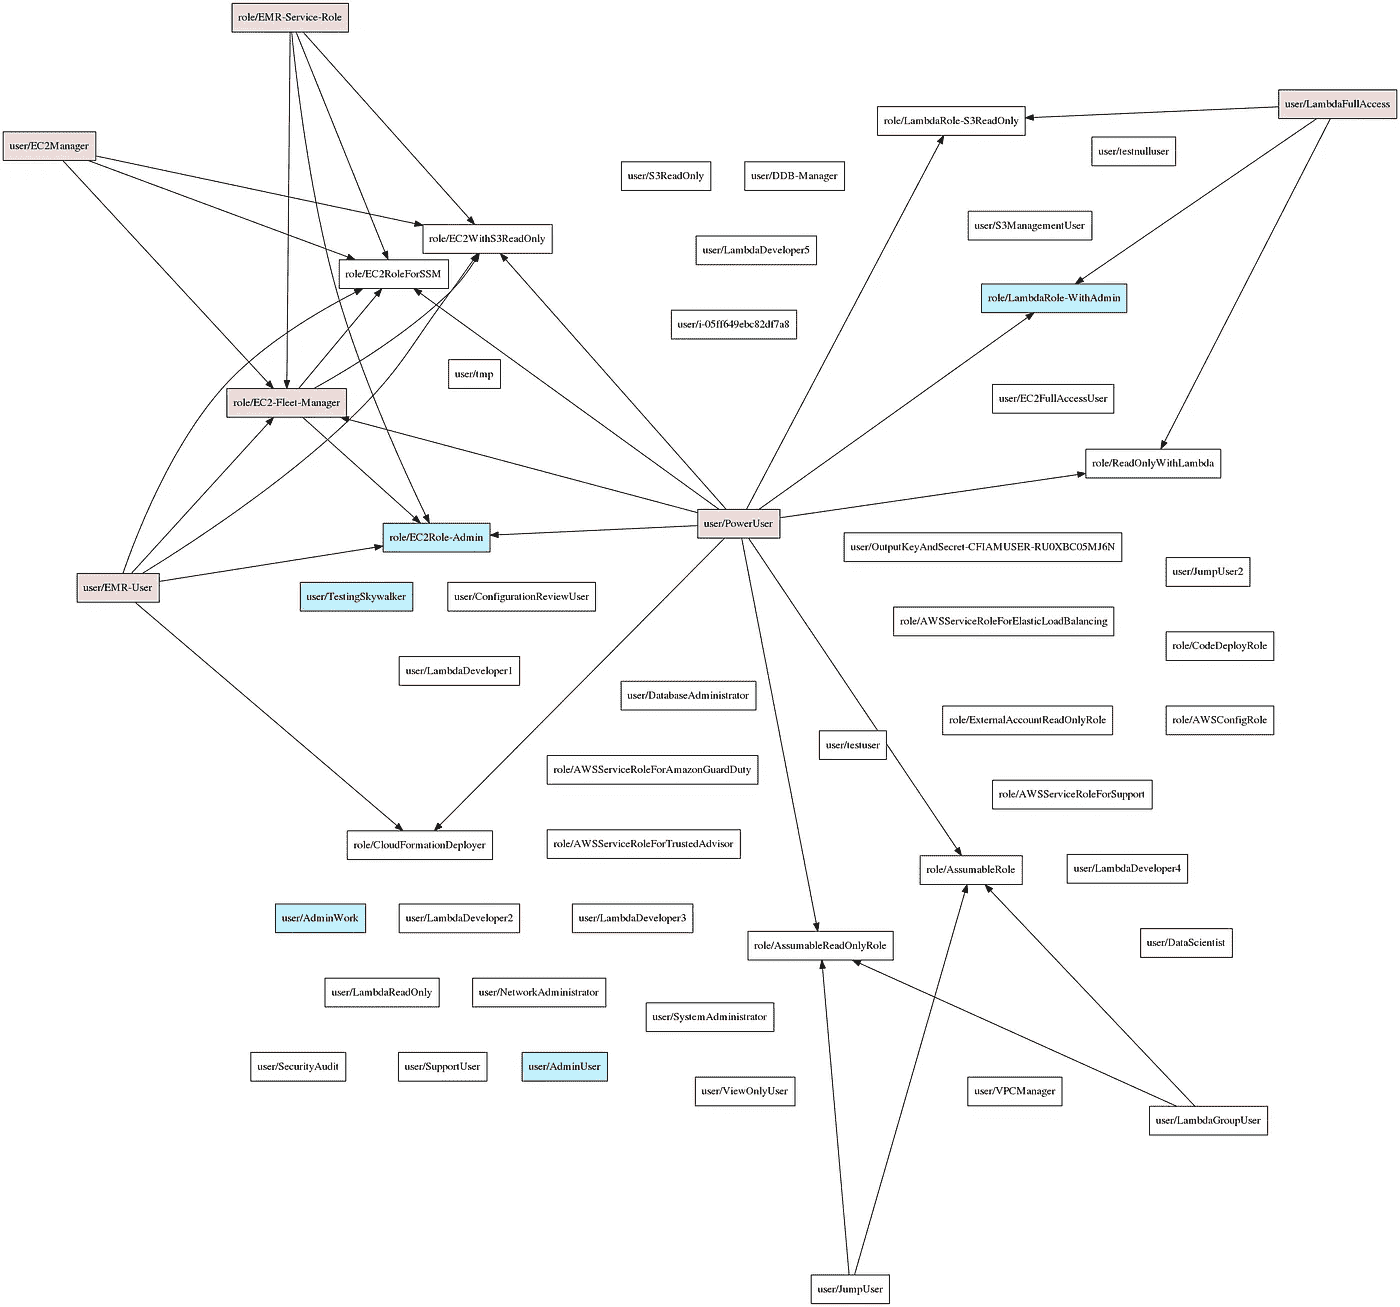 role/EMR-Service-Role
user/LambdaFullAccess
role/LambdaRole-S3ReadOnly
user/EC2Manager
user/testnulluser
user/S3ReadOnly
user/DDB-Manager
user/S3ManagementUser
role/EC2WithS3ReadOnly
user/LambdaDeveloper5
role/EC2RoleForSSM
role/LambdaRole-WithAdmin
user/i-05ff649ebc82df7a8
user/tmp
user/EC2FullAccessUser
role/EC2-Fleet-Manager
role/ReadOnlyWithLambda
user/PowerUser
role/EC2Role-Admin
user/OutputKeyAndSecret-CFIAMUSER-RU0XBC05MJ6N
user/JumpUser2
user/EMR-User
user/TestingSkywalker
user/ConfigurationReviewUser
role/AWSServiceRoleForElasticLoadBalancing
role/CodeDeployRole
user/LambdaDeveloper1
user/DatabaseAdministrator
role/ExternalAccountReadOnlyRole
role/AWSConfigRole
user/testuser
role/AWSServiceRoleForAmazonGuardDuty
role/AWSServiceRoleForSupport
role/CloudFormationDeployer
role/AWSServiceRoleForTrustedAdvisor
role/AssumableRole
user/LambdaDeveloper4
user/AdminWork
user/LambdaDeveloper2
user/LambdaDeveloper3
role/AssumableReadOnlyRole
user/DataScientist
user/LambdaReadOnly
user/NetworkAdministrator
user/SystemAdministrator
user/SecurityAudit
user/SupportUser
user/AdminUser
user/ViewOnlyUser
user/VPCManager
user/LambdaGroupUser
user/JumpUser